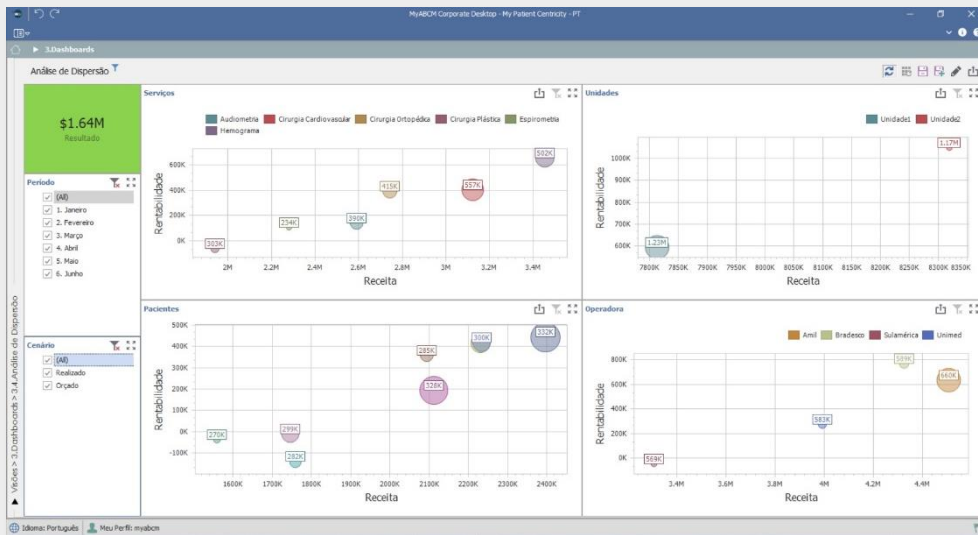 MyABCM Corporate Desktop - My Patient Centricity - PT
3.Dashboards
Análise de Dispersão
$1.64M
Resultado
Período
(All)
1. Janeiro
2. Fevereiro
3. Março
4. Abril
5. Maio
6. Junho
Cenário
(All)
Realizado
Orçado
Serviços
Audiometria Cirurgia Cardiovascular Cirurgia Ortopédica Cirurgia Plástica Espirometria
Hemograma
Rentabilidade
600K
400K
200K
0K
502K
415K
557K
234K
390K
303K
2M 2.2M 2.4M 2.6M 2.8M 3M 3.2M 3.4M
Receita
Unidades
Unidade1 Unidade2
Rentabilidade
1000K
900K
800K
700K
600K
1.17M
1.23M
7800K 7850K 7900K 7950K 8000K 8050K 8100K 8150K 8200K 8250K 8300K 8350K
Receita
Pacientes
Rentabilidade
500K
400K
300K
200K
100K
0K
-100K
332K
300K
285K
328K
299K
270K
282K
1600K 1700K 1800K 1900K 2000K 2100K 2200K 2300K 2400K
Receita
Operadora
Amil Bradesco Sulamérica Unimed
Rentabilidade
800K
600K
400K
200K
0K
589K
660K
583K
569K
3.4M 3.6M 3.8M 4M 4.2M 4.4M
Receita
Visões > 3.Dashboards > 3.4.Análise de Dispersão
Idioma: Português Meu Perfil: myabcm